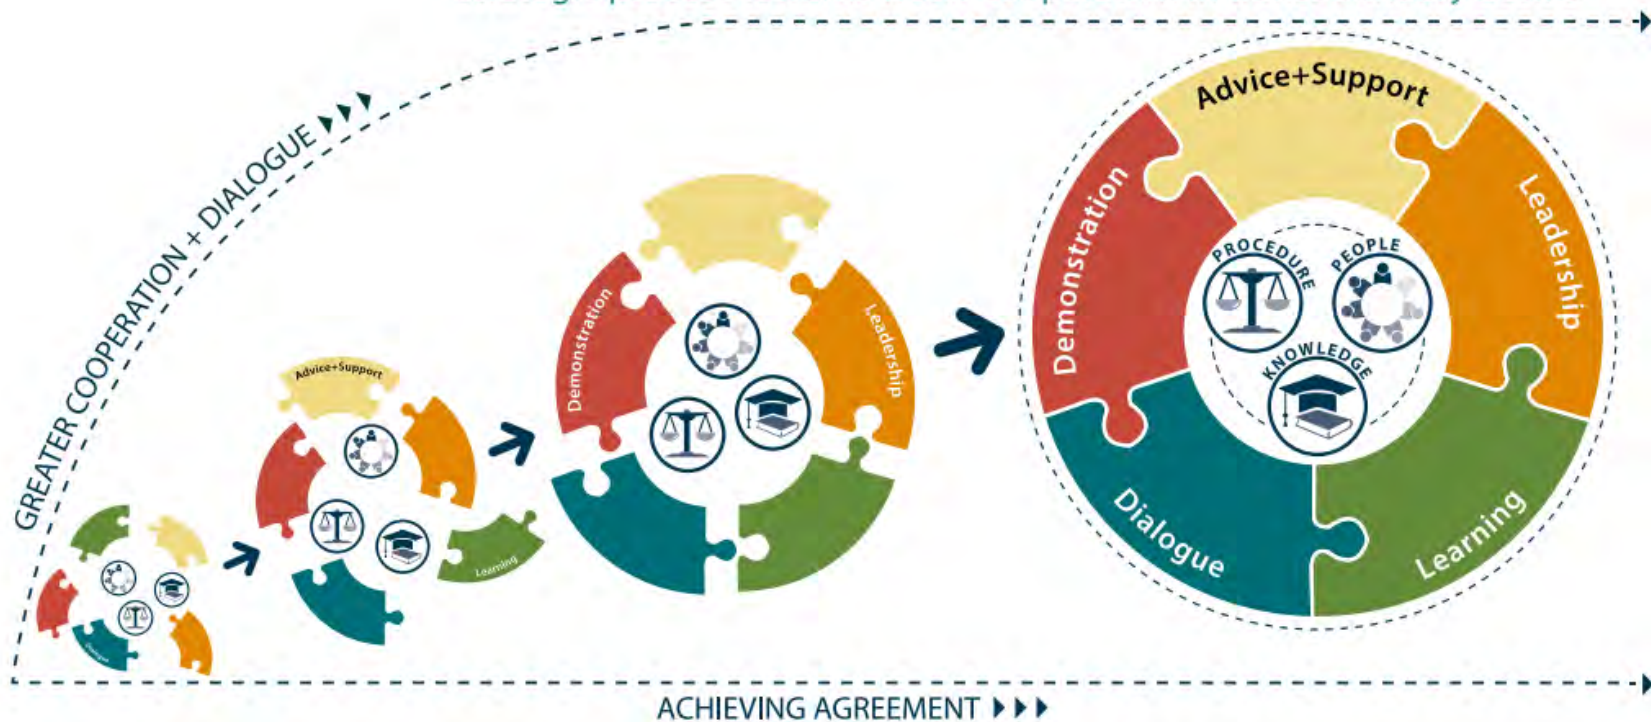 GREATER COOPERATION + DIALOGUE
Dialogue
Advice+Support
Learning
Demonstration
Leadership
Advice+Support
Demonstration
Leadership
PROCEDURE
PEOPLE
KNOWLEDGE
Dialogue
Learning
ACHIEVING AGREEMENT